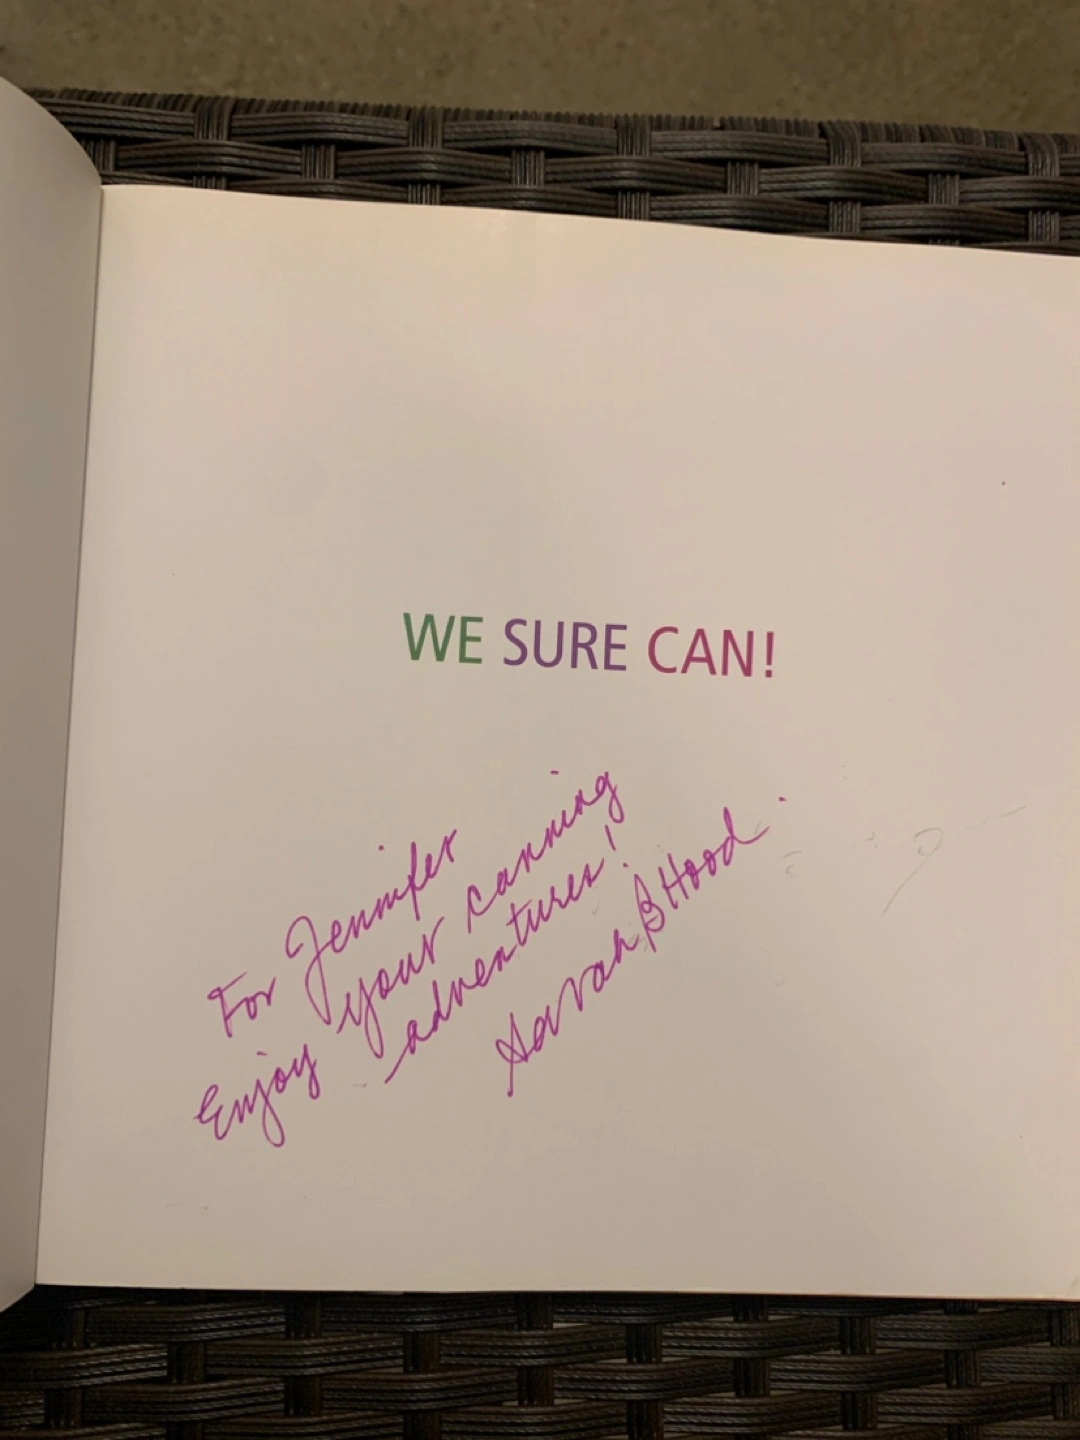 WE SURE CAN!
For Jennifer
Enjoy your canning
adventures!
Sarah B Hood